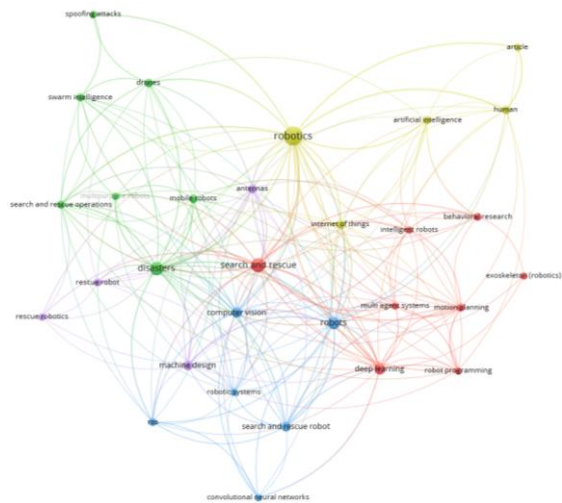 spoofing attacks
article
drones
swarm intelligence
human
artificial intelligence
robotics
antennas
mobile robots
search and rescue operations
behavioral research
internet of things
intelligent robots
search and rescue
disasters
exoskeleton (robotics)
rescue robot
multi agent systems
motion planning
computer vision
rescue robotics
robots
machine design
deep learning
robot programming
robotic systems
search and rescue robot
convolutional neural networks